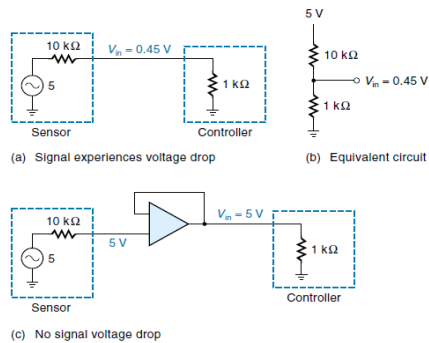 10 kΩ
Vin = 0.45 V
5
1 kΩ
Sensor
Controller
(a) Signal experiences voltage drop
5 V
10 kΩ
Vin = 0.45 V
1 kΩ
(b) Equivalent circuit
10 kΩ
5 V
Vin = 5 V
5
1 kΩ
Sensor
Controller
(c) No signal voltage drop